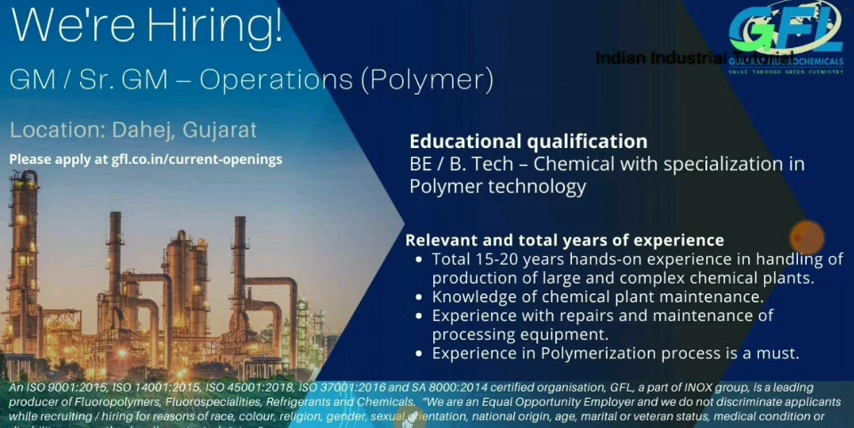 We're Hiring!
GM / Sr. GM – Operations (Polymer)
Location: Dahej, Gujarat
Please apply at gfl.co.in/current-openings
GFL
Indian Industrial Tutorial
VALUE THROUGH GREEN CHEMISTRY
Educational qualification
BE / B. Tech – Chemical with specialization in
Polymer technology
Relevant and total years of experience
• Total 15-20 years hands-on experience in handling of
production of large and complex chemical plants.
• Knowledge of chemical plant maintenance.
• Experience with repairs and maintenance of
processing equipment.
• Experience in Polymerization process is a must.
An ISO 9001:2015, ISO 14001:2015, ISO 45001:2018, ISO 37001:2016 and SA 8000:2014 certified organisation, GFL, a part of INOX group, is a leading
producer of Fluoropolymers, Fluorospecialities, Refrigerants and Chemicals. "We are an Equal Opportunity Employer and we do not discriminate applicants
while recruiting / hiring for reasons of race, colour, religion, gender, sexual orientation, national origin, age, marital or veteran status, medical condition or